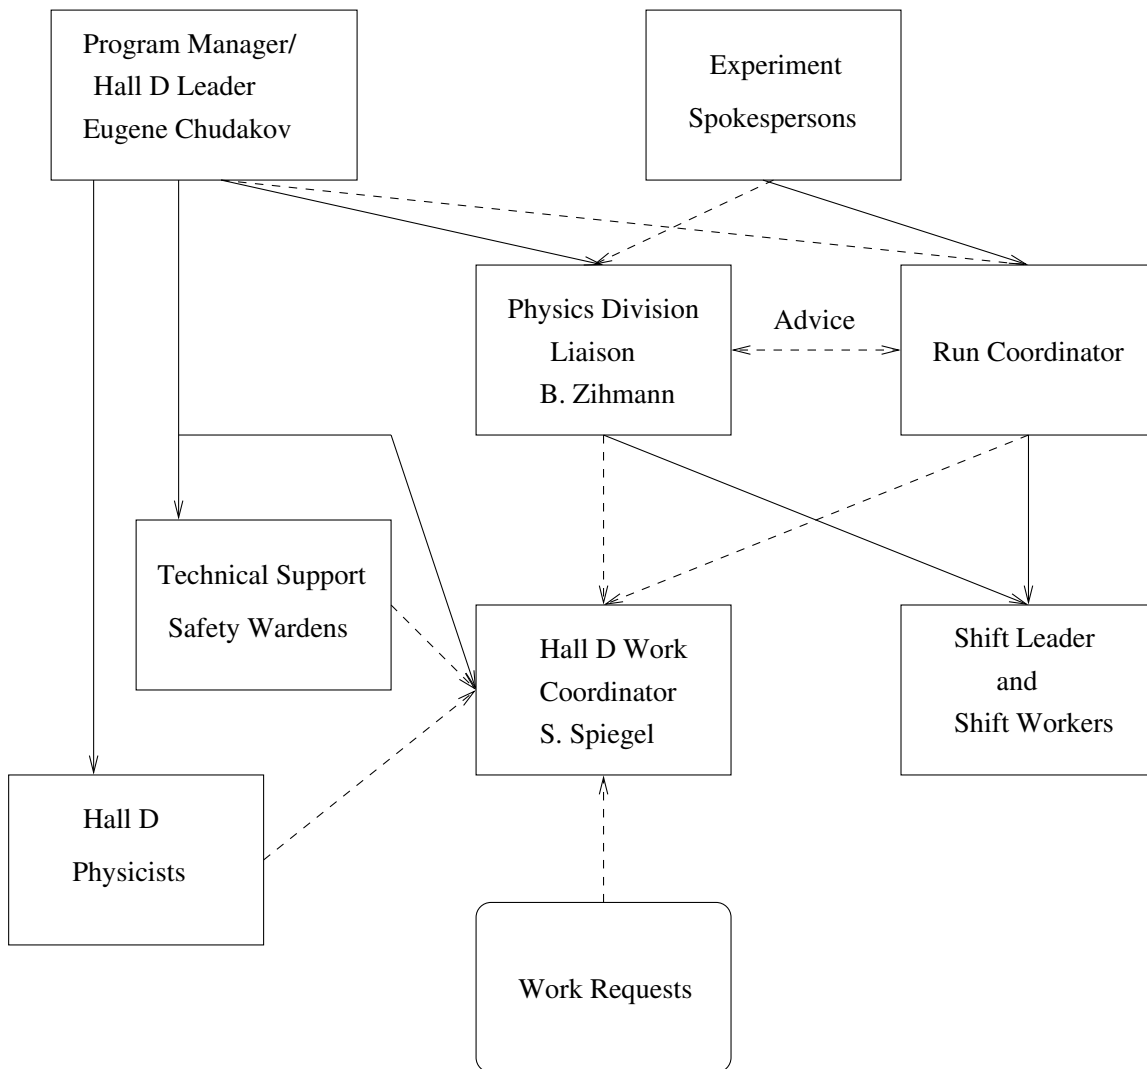 Program Manager/
Hall D Leader
Eugene Chudakov
Experiment
Spokespersons
Physics Division
Liaison
B. Zihmann
Advice
Run Coordinator
Technical Support
Safety Wardens
Hall D Work
Coordinator
S. Spiegel
Shift Leader
and
Shift Workers
Hall D
Physicists
Work Requests